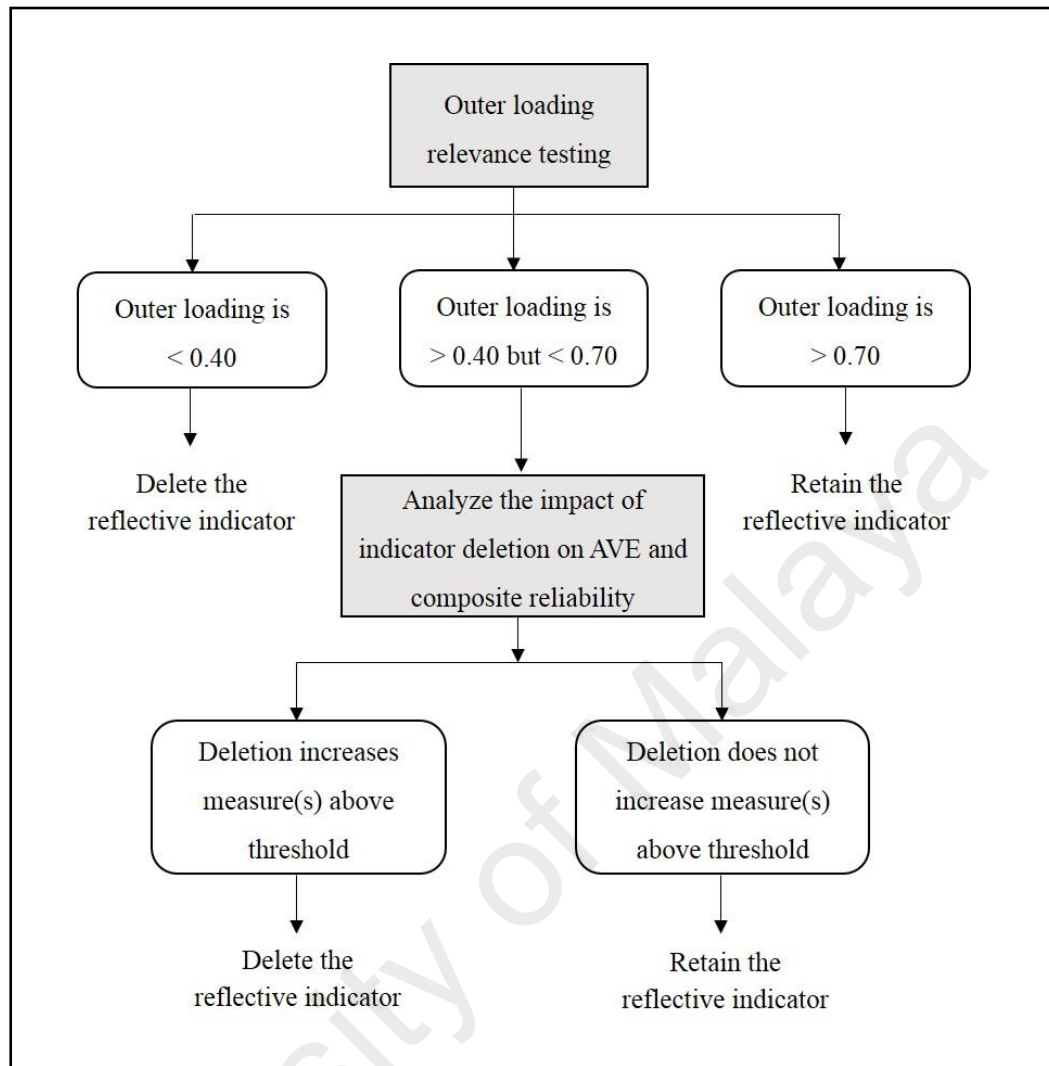 Outer loading
relevance testing
Outer loading is
< 0.40
Outer loading is
> 0.40 but < 0.70
Outer loading is
> 0.70
Delete the
reflective indicator
Analyze the impact of
indicator deletion on AVE and
composite reliability
Retain the
reflective indicator
Deletion increases
measure(s) above
threshold
Deletion does not
increase measure(s)
above threshold
Delete the
reflective indicator
Retain the
reflective indicator
sity of Malaya